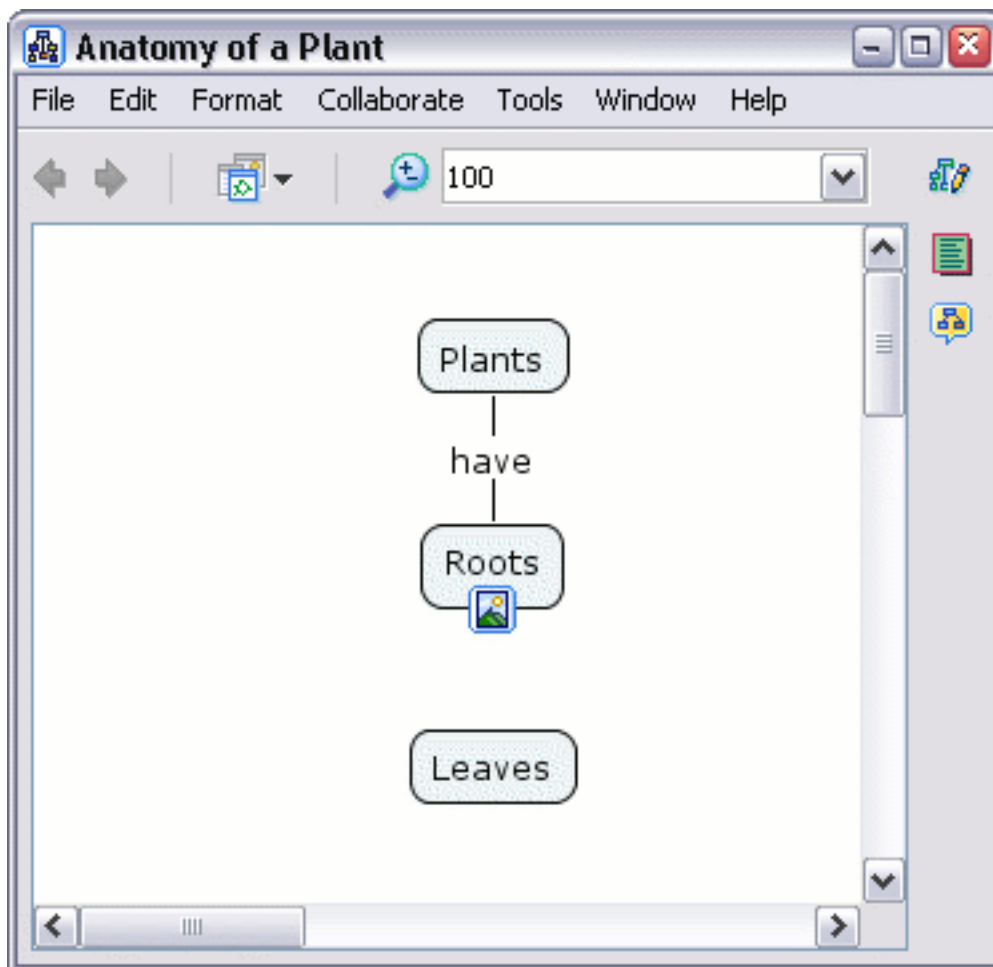 Anatomy of a Plant
File Edit Format Collaborate Tools Window Help
100
Plants
have
Roots
Leaves